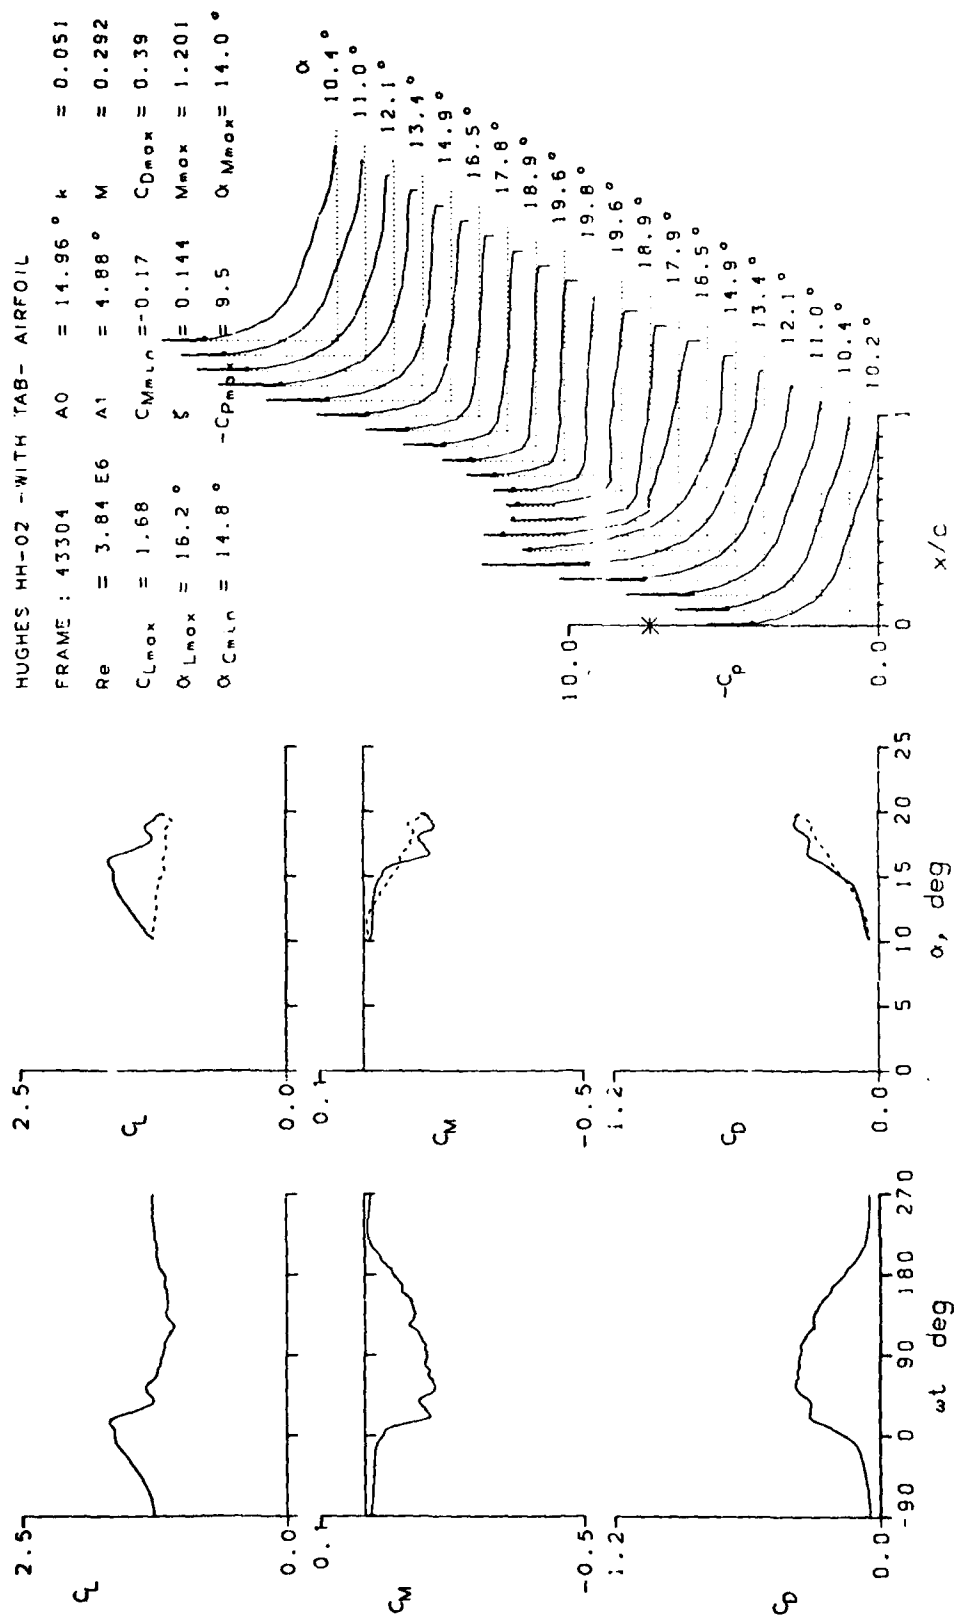 HUGHES HH-02 -WITH TAB- AIRFOIL
FRAME: 43304 A0 = 14.96° k = 0.051
Re = 3.84 E6 A1 = 4.88° M = 0.292
CLmax = 1.68 CMmin =-0.17 CDmax = 0.39
αLmax = 16.2° ζ = 0.144 Mmax = 1.201
αCmin = 14.8° -CPmax = 9.5 αMmax = 14.0°
2.5
CL
0.0
0.1
CM
-0.5
1.2
CD
0.0
-90 0 90 180 270
ωt deg
2.5
CL
0.0
0.1
CM
-0.5
1.2
CD
0.0
0 5 10 15 20 25
α, deg
α
10.4°
11.0°
12.1°
13.4°
14.9°
16.5°
17.8°
18.9°
19.6°
19.8°
19.6°
18.9°
17.9°
16.5°
14.9°
13.4°
12.1°
11.0°
10.4°
10.2°
10.0
-Cp
0.0
0 1
x/c